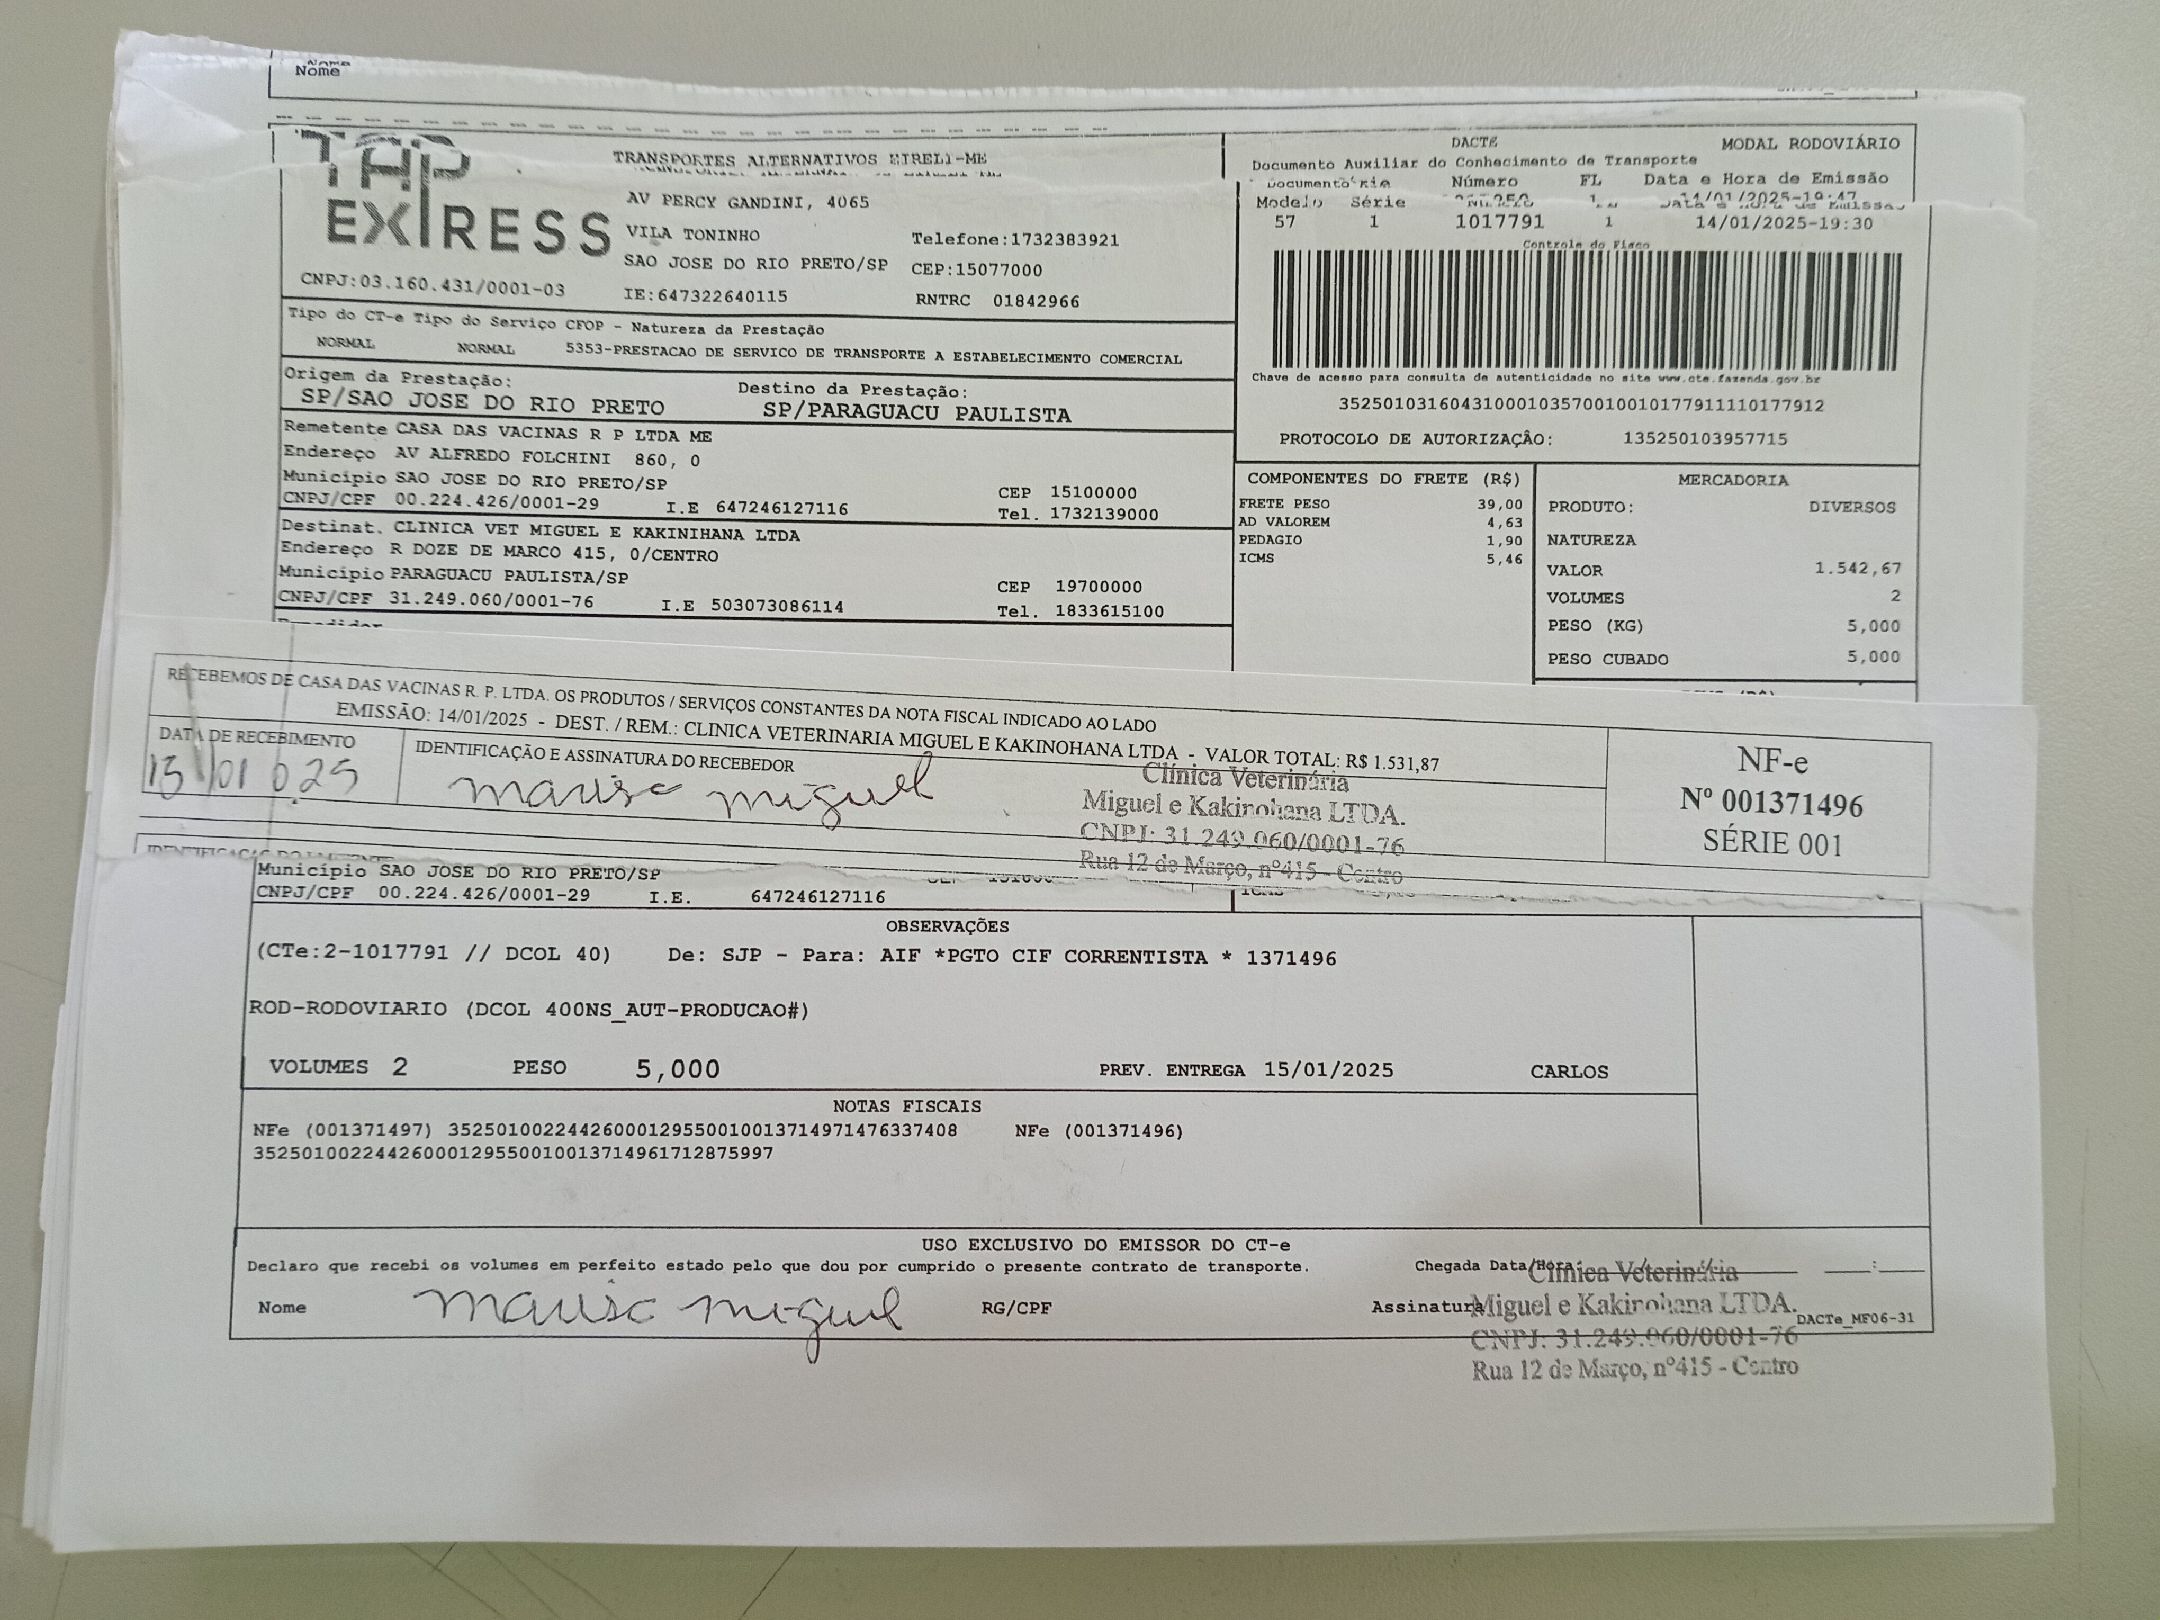 Nome
TAP
EXPRESS
TRANSPORTES ALTERNATIVOS EIRELI-ME
AV PERCY GANDINI, 4065
VILA TONINHO
Telefone:1732383921
SAO JOSE DO RIO PRETO/SP
CEP:15077000
CNPJ:03.160.431/0001-03
IE:647322640115
RNTRC 01842966
DACTE
MODAL RODOVIÁRIO
Documento Auxiliar do Conhecimento de Transporte
Número FL Data e Hora de Emissão
Modelo Série
57 1 1017791 1 14/01/2025-19:30
Controle do Fisco
Chave de acesso para consulta de autenticidade no site www.cte.fazenda.gov.br
35250103160431000103570010010177911110177912
PROTOCOLO DE AUTORIZAÇÂO: 135250103957715
Tipo do CT-e Tipo do Serviço CFOP - Natureza da Prestação
NORMAL NORMAL 5353-PRESTACAO DE SERVICO DE TRANSPORTE A ESTABELECIMENTO COMERCIAL
Origem da Prestação: Destino da Prestação:
SP/SAO JOSE DO RIO PRETO SP/PARAGUACU PAULISTA
Remetente CASA DAS VACINAS R P LTDA ME
Endereço AV ALFREDO FOLCHINI 860, 0
Município SAO JOSE DO RIO PRETO/SP CEP 15100000
CNPJ/CPF 00.224.426/0001-29 I.E 647246127116 Tel. 1732139000
Destinat. CLINICA VET MIGUEL E KAKINIHANA LTDA
Endereço R DOZE DE MARCO 415, 0/CENTRO
Município PARAGUACU PAULISTA/SP CEP 19700000
CNPJ/CPF 31.249.060/0001-76 I.E 503073086114 Tel. 1833615100
COMPONENTES DO FRETE (R$)
FRETE PESO 39,00
AD VALOREM 4,63
PEDAGIO 1,90
ICMS 5,46
MERCADORIA
PRODUTO: DIVERSOS
NATUREZA
VALOR 1.542,67
VOLUMES 2
PESO (KG) 5,000
PESO CUBADO 5,000
RECEBEMOS DE CASA DAS VACINAS R. P. LTDA. OS PRODUTOS / SERVIÇOS CONSTANTES DA NOTA FISCAL INDICADO AO LADO
EMISSÃO: 14/01/2025 - DEST. / REM.: CLINICA VETERINARIA MIGUEL E KAKINOHANA LTDA - VALOR TOTAL: R$ 1.531,87
DATA DE RECEBIMENTO
15/01/025
IDENTIFICAÇÃO E ASSINATURA DO RECEBEDOR
Marisc Miguel
Clínica Veterinária
Miguel e Kakinohana LTDA.
CNPJ: 31.249.060/0001-76
Rua 12 de Março, nº415 - Centro
NF-e
Nº 001371496
SÉRIE 001
Município SAO JOSE DO RIO PRETO/SP
CNPJ/CPF 00.224.426/0001-29 I.E. 647246127116
ICMS
OBSERVAÇÕES
(CTe:2-1017791 // DCOL 40) De: SJP - Para: AIF *PGTO CIF CORRENTISTA * 1371496
ROD-RODOVIARIO (DCOL 400NS_AUT-PRODUCAO#)
VOLUMES 2 PESO 5,000 PREV. ENTREGA 15/01/2025 CARLOS
NOTAS FISCAIS
NFe (001371497) 35250100224426000129550010013714971476337408 NFe (001371496)
35250100224426000129550010013714961712875997
USO EXCLUSIVO DO EMISSOR DO CT-e
Declaro que recebi os volumes em perfeito estado pelo que dou por cumprido o presente contrato de transporte. Chegada Data/Hora
Nome Marisc Miguel RG/CPF Assinatura
Clínica Veterinária
Miguel e Kakinohana LTDA.
CNPJ: 31.249.060/0001-76
Rua 12 de Março, nº415 - Centro
DACTe_MF06-31